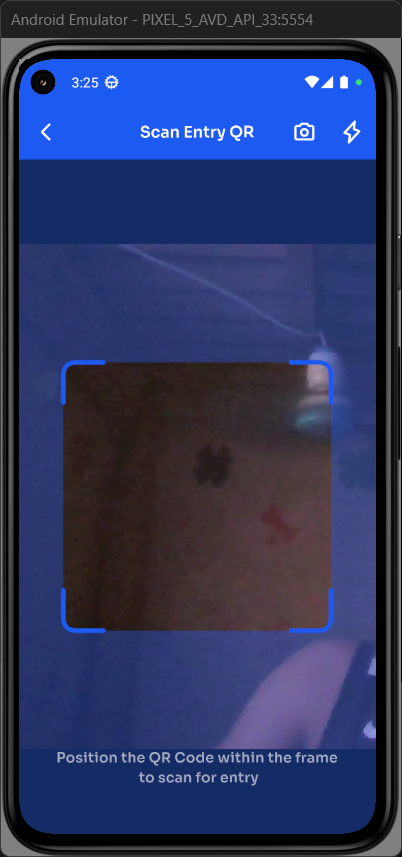 Android Emulator - PIXEL_5_AVD_API_33:5554
3:25
Scan Entry QR
Position the QR Code within the frame
to scan for entry